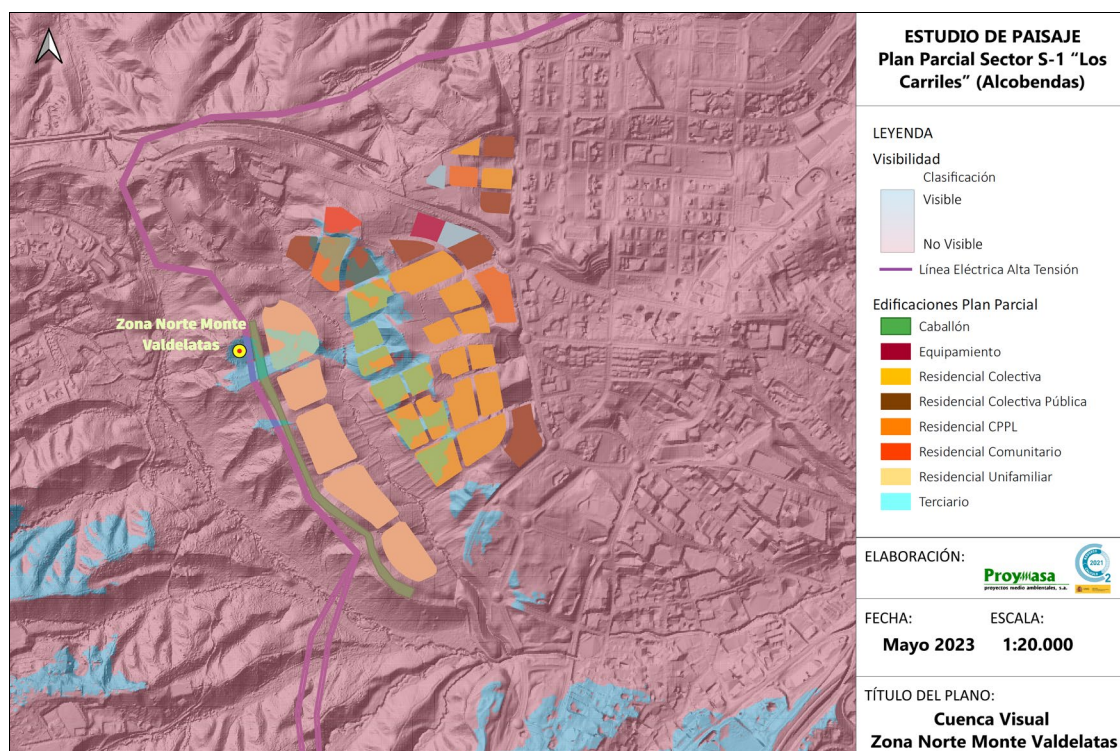 Zona Norte Monte
Valdelatas
ESTUDIO DE PAISAJE
Plan Parcial Sector S-1 “Los
Carriles” (Alcobendas)
LEYENDA
Visibilidad
Clasificación
Visible
No Visible
Línea Eléctrica Alta Tensión
Edificaciones Plan Parcial
Caballón
Equipamiento
Residencial Colectiva
Residencial Colectiva Pública
Residencial CPPL
Residencial Comunitario
Residencial Unifamiliar
Terciario
ELABORACIÓN:
Proymasa
proyectos medio ambientales, s.a.
2021
FECHA:
ESCALA:
Mayo 2023
1:20.000
TÍTULO DEL PLANO:
Cuenca Visual
Zona Norte Monte Valdelatas